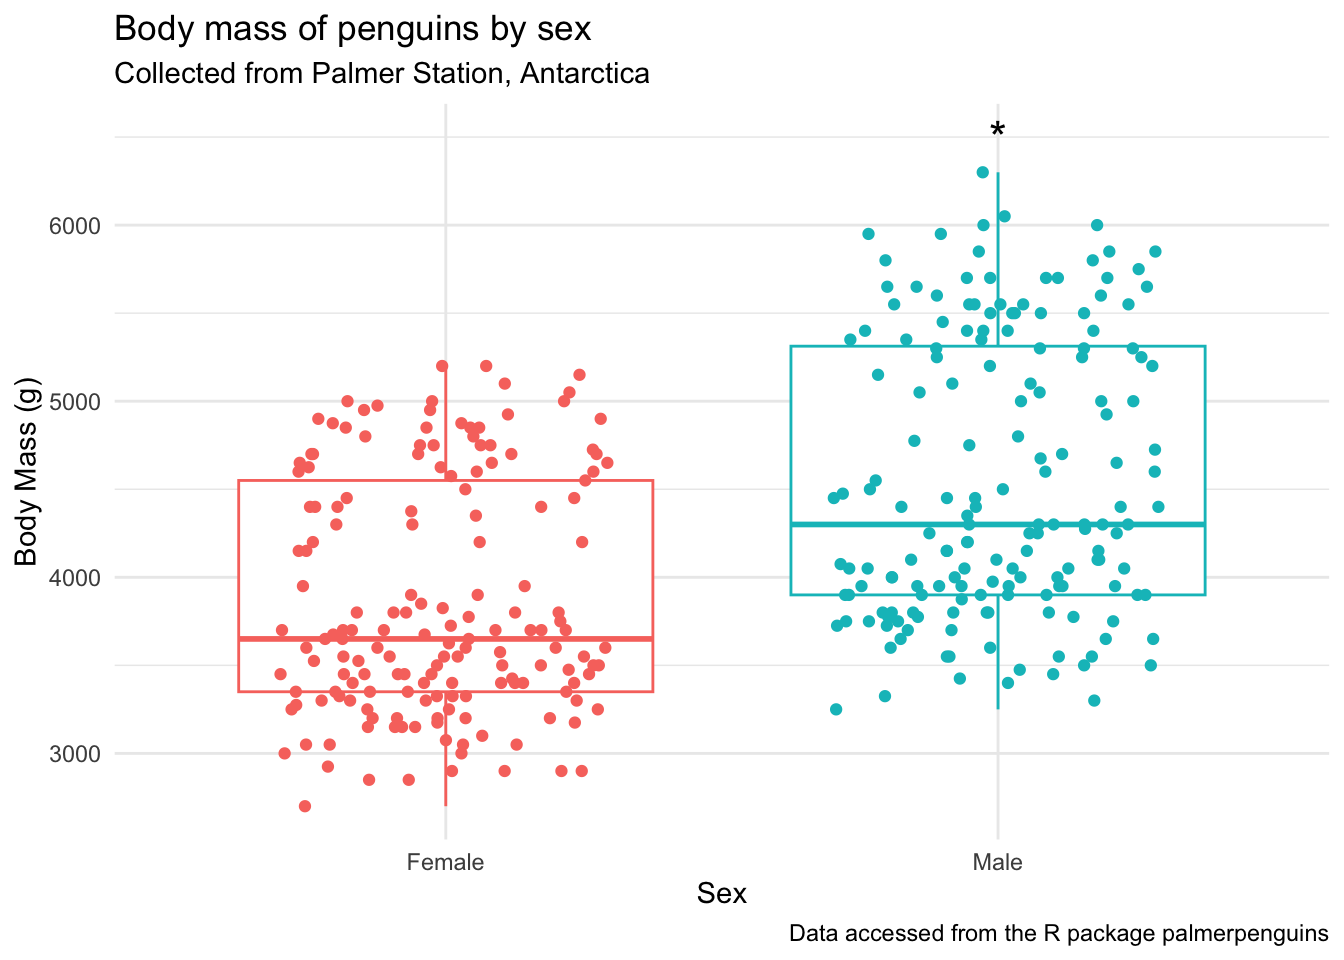 Body mass of penguins by sex
Collected from Palmer Station, Antarctica
*
6000
5000
4000
3000
Body Mass (g)
Female
Male
Sex
Data accessed from the R package palmerpenguins